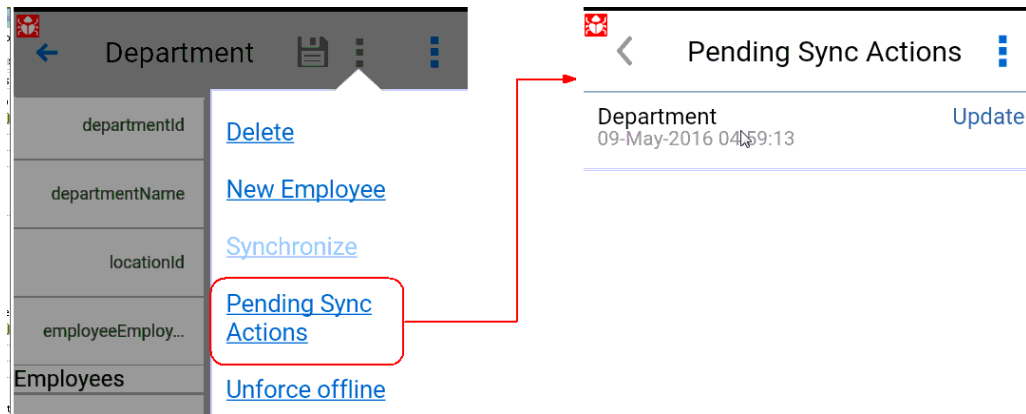 Department
departmentId
departmentName
locationId
employeeEmploy...
Employees
Delete
New Employee
Synchronize
Pending Sync
Actions
Unforce offline
Pending Sync Actions
Department
Update
09-May-2016 04:59:13